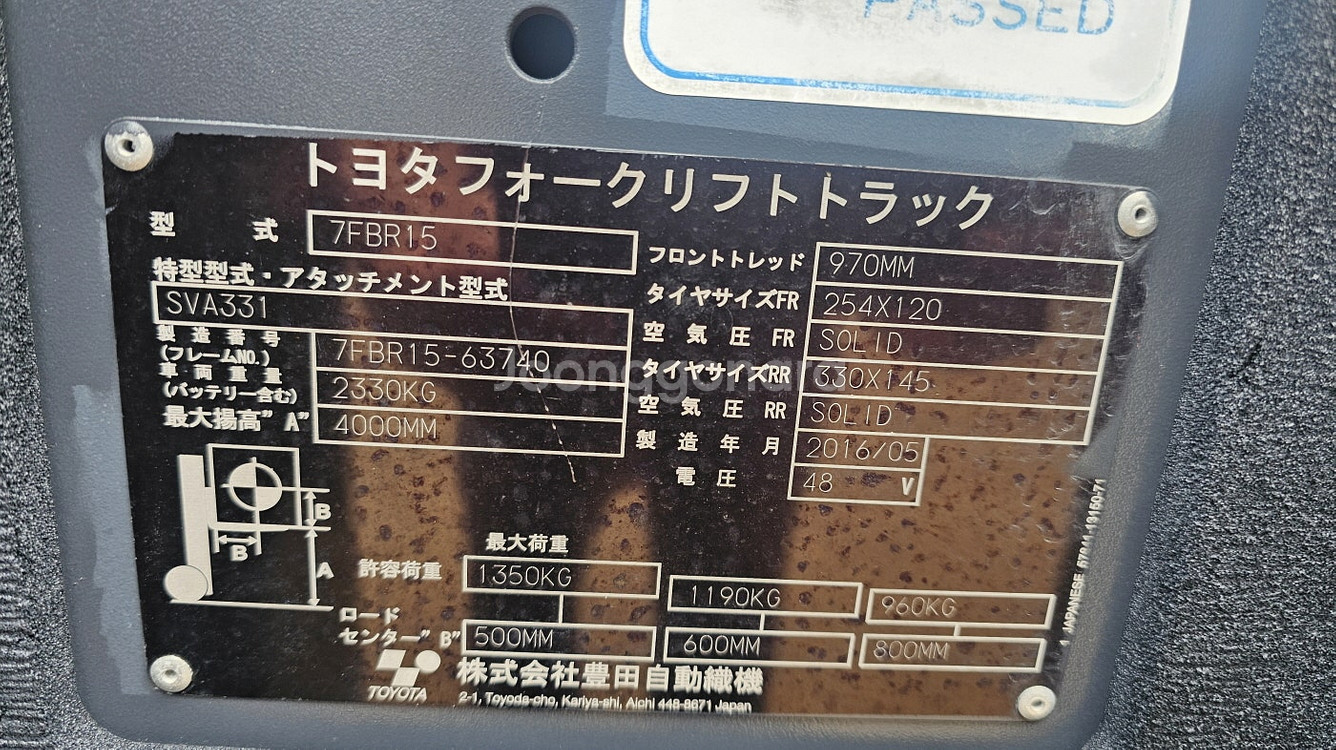 PASSED
トヨタフォークリフトトラック
型式 7FBR15
特型型式・アタッチメント型式
SVA331
製造番号
(フレームNO.) 7FBR15-63740
車両重量
(バッテリー含む) 2330KG
最大揚高"A" 4000MM
フロントトレッド 970MM
タイヤサイズFR 254X120
空気圧 FR SOLID
タイヤサイズRR 330X145
空気圧 RR SOLID
製造年月 2016/05
電圧 48 V
B
B
A
最大荷重
許容荷重 1350KG 1190KG 960KG
ロード
センター"B" 500MM 600MM 800MM
TOYOTA 株式会社豊田自動織機
2-1, Toyoda-cho, Kariya-shi, Aichi 448-8671 Japan
JAPANESE
Joonggonara